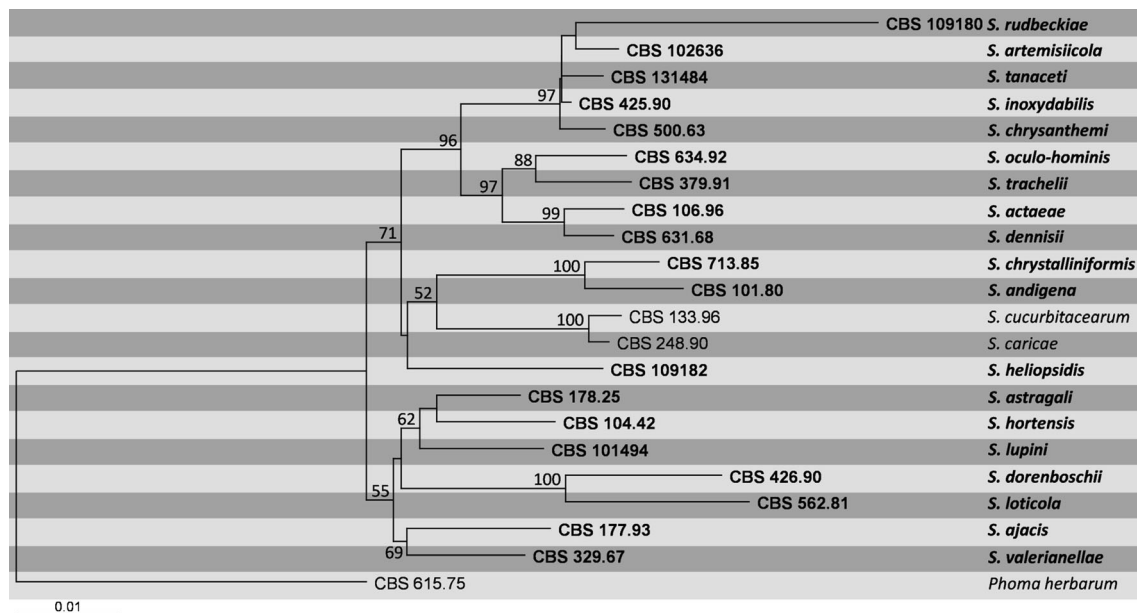 CBS 109180 S. rudbeckiae
CBS 102636 S. artemisiicola
CBS 131484 S. tanaceti
97 CBS 425.90 S. inoxydabilis
CBS 500.63 S. chrysanthemi
96
88 CBS 634.92 S. oculo-hominis
97 CBS 379.91 S. trachelii
99 CBS 106.96 S. actaeae
71 CBS 631.68 S. dennisii
100 CBS 713.85 S. chrystalliniformis
52 CBS 101.80 S. andigena
100 CBS 133.96 S. cucurbitacearum
CBS 248.90 S. caricae
CBS 109182 S. heliopsidis
CBS 178.25 S. astragali
62 CBS 104.42 S. hortensis
CBS 101494 S. lupini
100 CBS 426.90 S. dorenboschii
55 CBS 562.81 S. loticola
CBS 177.93 S. ajacis
69 CBS 329.67 S. valerianellae
CBS 615.75 Phoma herbarum
0.01